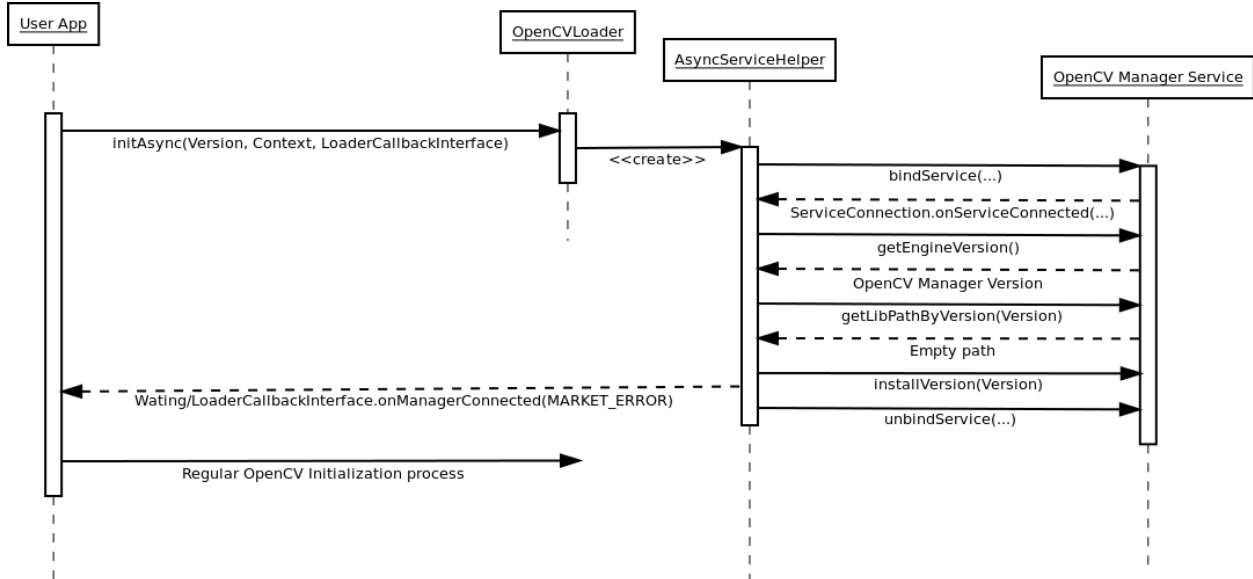 User App
OpenCVLoader
AsyncServiceHelper
OpenCV Manager Service
initAsync(Version, Context, LoaderCallbackInterface)
<<create>>
bindService(...)
ServiceConnection.onServiceConnected(...)
getEngineVersion()
OpenCV Manager Version
getLibPathByVersion(Version)
Empty path
installVersion(Version)
Wating/LoaderCallbackInterface.onManagerConnected(MARKET_ERROR)
unbindService(...)
Regular OpenCV Initialization process